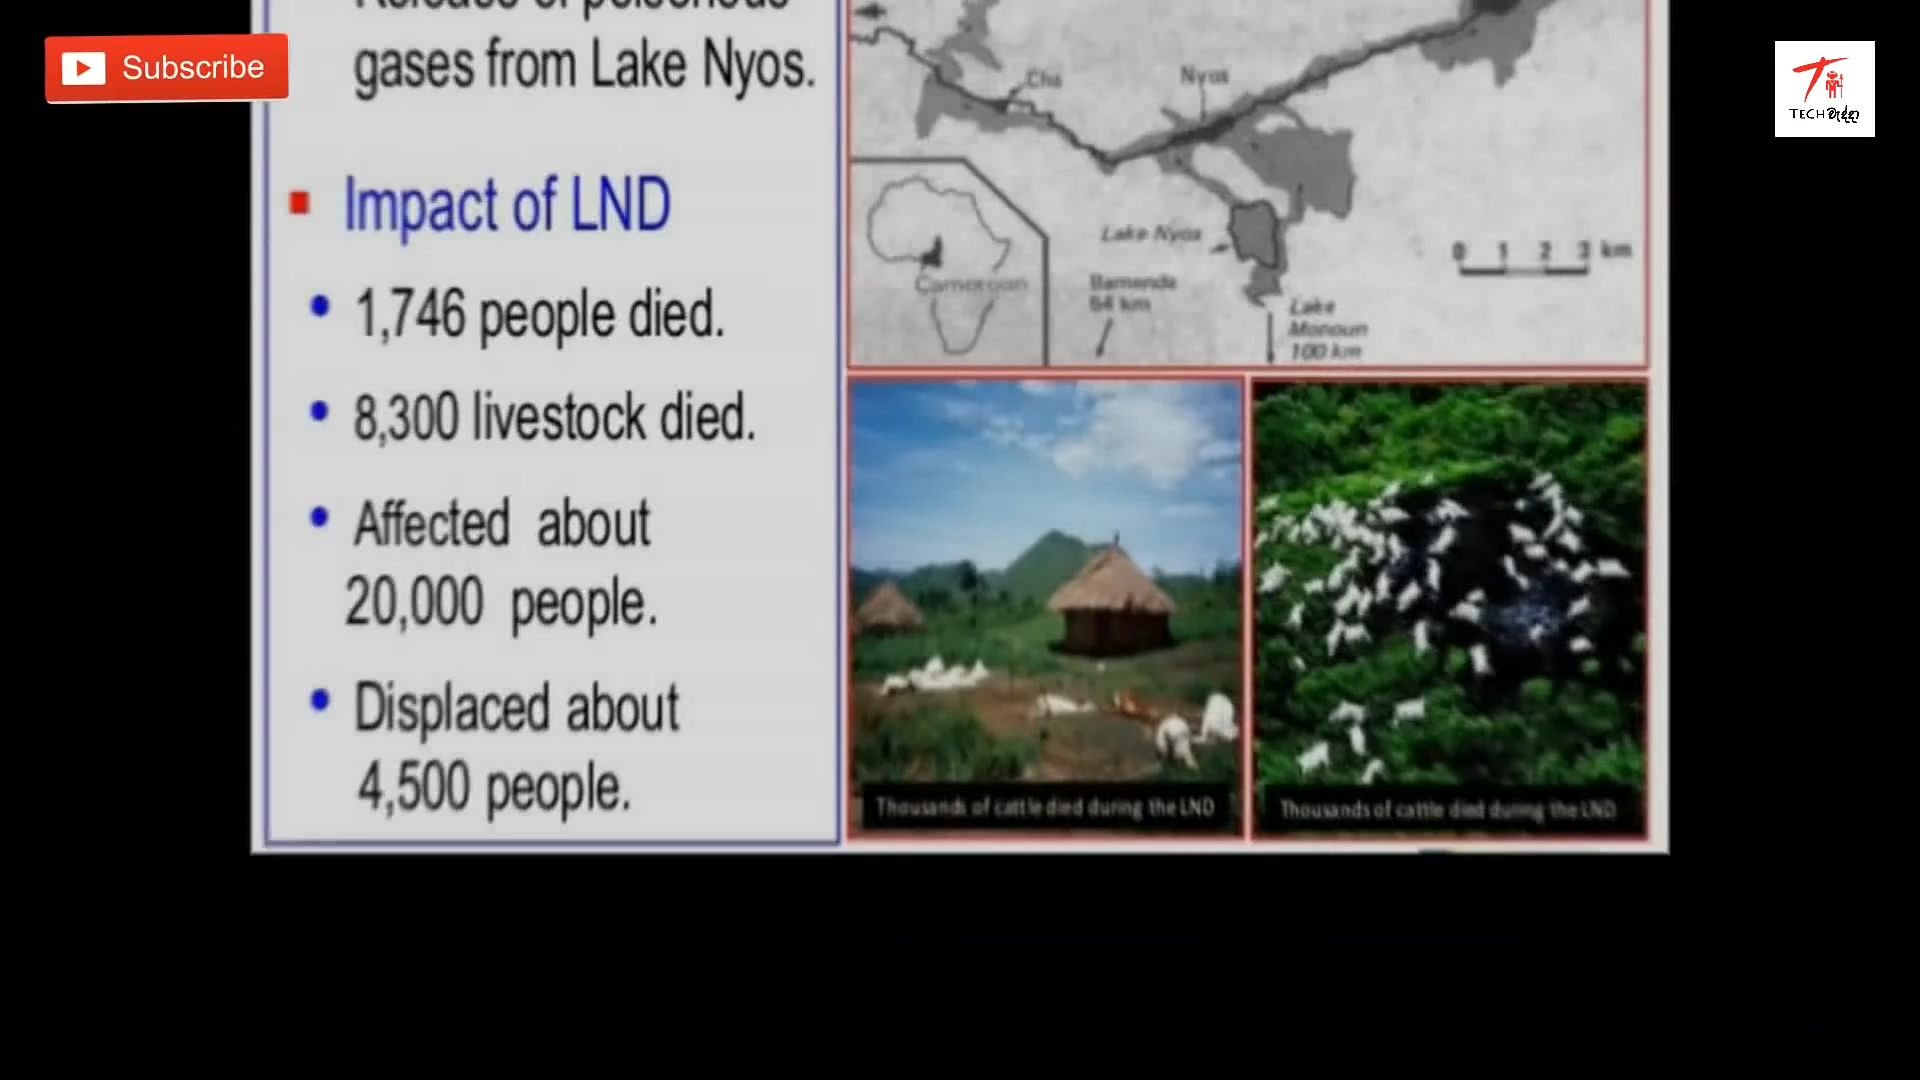 Release of poisonous
gases from Lake Nyos.
Subscribe
Impact of LND
1,746 people died.
8,300 livestock died.
Affected about
20,000 people.
Displaced about
4,500 people.
Cha
Nyos
Lake Nyos
Cameroon
Bamenda
64 km
Lake
Monoun
100 km
0 1 2 3 km
Thousands of cattle died during the LND
Thousands of cattle died during the LND
TECH